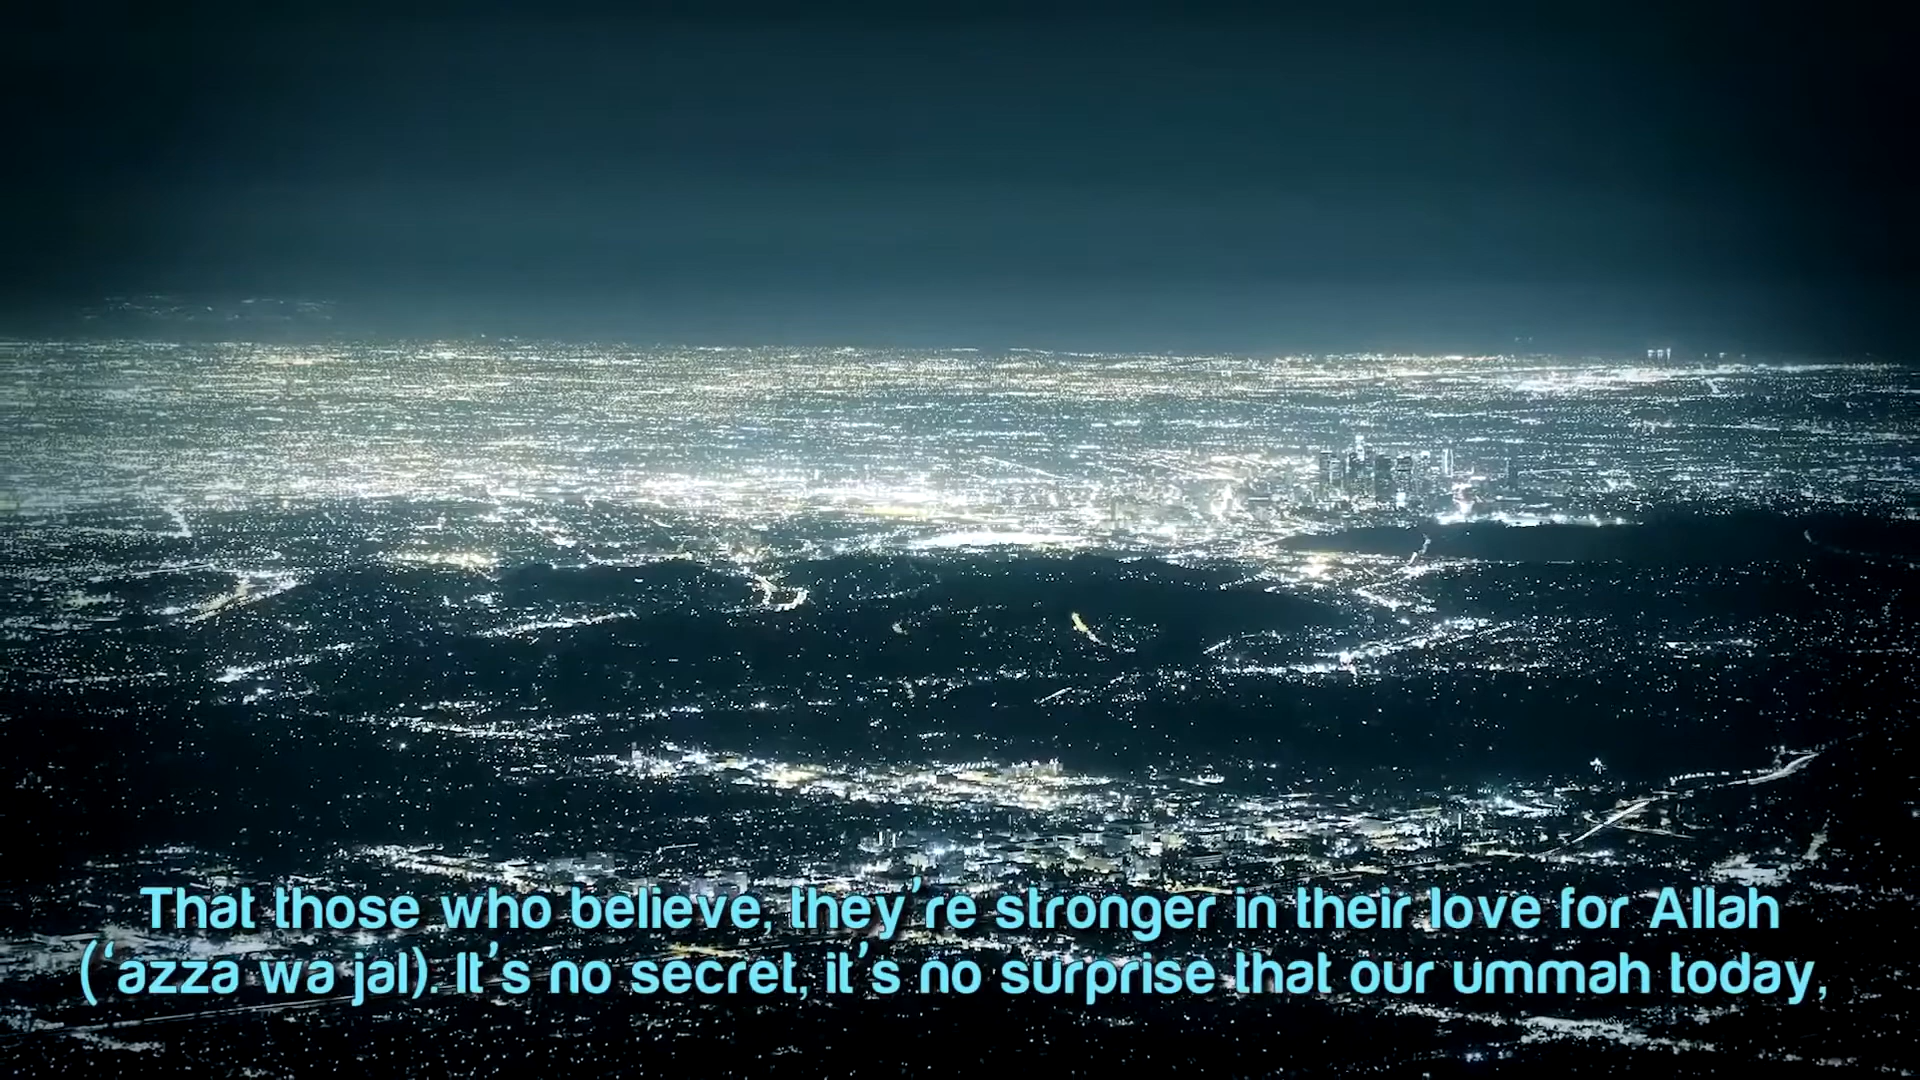 That those who believe, they're stronger in their love for Allah
(‘azza wa jal). It's no secret, it's no surprise that our ummah today,